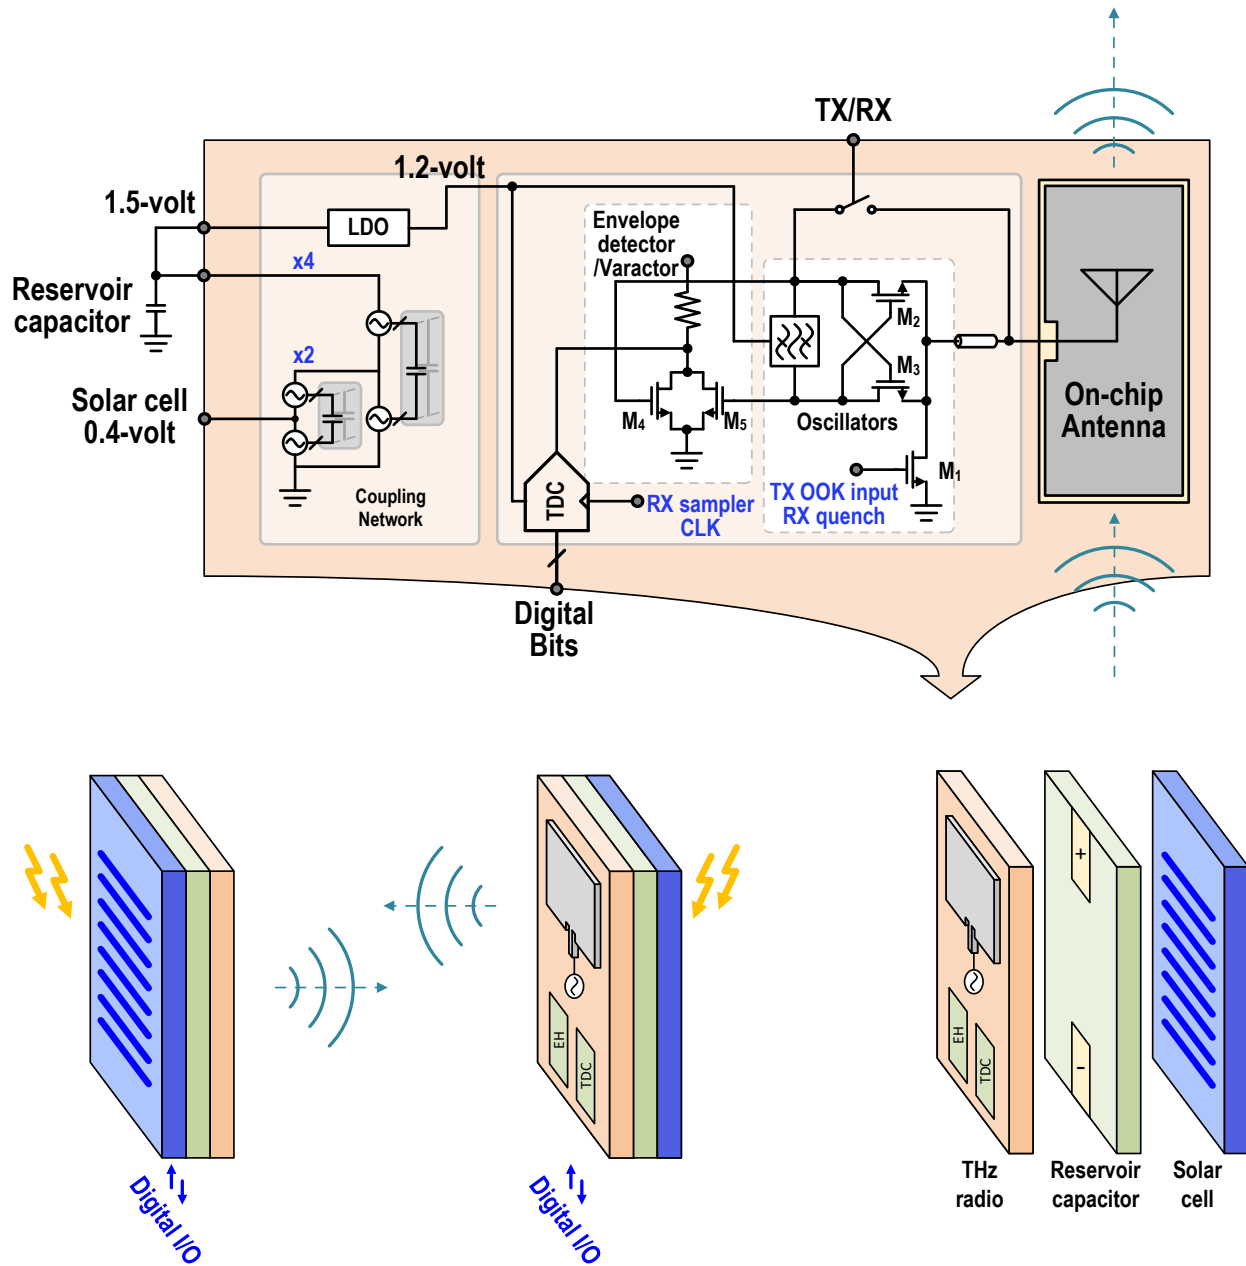 TX/RX
1.2-volt
1.5-volt
LDO
Envelope
detector
/Varactor
x4
Reservoir
capacitor
M2
x2
M3
Solar cell
0.4-volt
On-chip
Antenna
M4
M5
Oscillators
M1
Coupling
Network
TDC
RX sampler
CLK
TX OOK input
RX quench
Digital
Bits
+
-
EH
TDC
EH
TDC
THz
radio
Reservoir
capacitor
Solar
cell
Digital I/O
Digital I/O